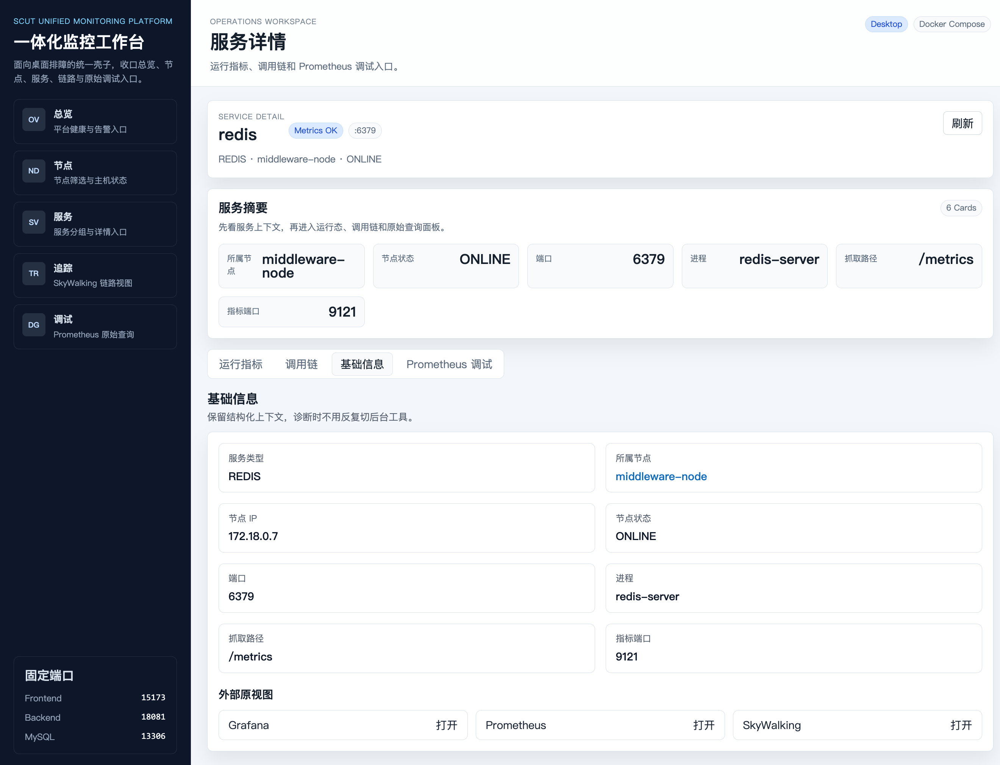 SCUT UNIFIED MONITORING PLATFORM
一体化监控工作台
面向桌面排障的统一壳子，收口总览、节
点、服务、链路与原始调试入口。
OV
总览
平台健康与告警入口
ND
节点
节点筛选与主机状态
SV
服务
服务分组与详情入口
TR
追踪
SkyWalking 链路视图
DG
调试
Prometheus 原始查询
固定端口
Frontend 15173
Backend 18081
MySQL 13306
OPERATIONS WORKSPACE
服务详情
运行指标、调用链和 Prometheus 调试入口。
Desktop Docker Compose
SERVICE DETAIL
redis Metrics OK :6379
REDIS · middleware-node · ONLINE
刷新
服务摘要
6 Cards
先看服务上下文，再进入运行态、调用链和原始查询面板。
所属节
点
middleware-
node
节点状态 ONLINE
端口 6379
进程 redis-server
抓取路径 /metrics
指标端口 9121
运行指标 调用链 基础信息 Prometheus 调试
基础信息
保留结构化上下文，诊断时不用反复切后台工具。
服务类型
REDIS
所属节点
middleware-node
节点 IP
172.18.0.7
节点状态
ONLINE
端口
6379
进程
redis-server
抓取路径
/metrics
指标端口
9121
外部原视图
Grafana 打开
Prometheus 打开
SkyWalking 打开